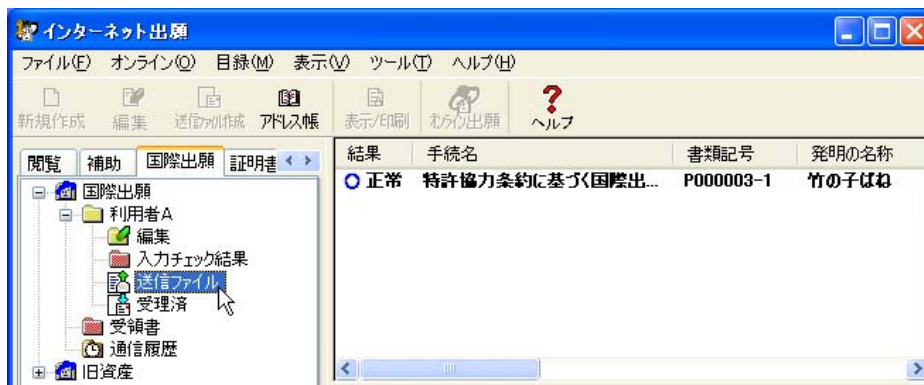 インターネット出願
ファイル(F) オンライン(O) 目録(M) 表示(V) ツール(T) ヘルプ(H)
新規作成 編集 送信ファイル作成 アドレス帳 表示/印刷 オンライン出願 ヘルプ
閲覧 補助 国際出願 証明書
結果 手続名 書類記号 発明の名称
正常 特許協力条約に基づく国際出... P000003-1 竹の子ばね
国際出願
利用者A
編集
入力チェック結果
送信ファイル
受理済
受領書
通信履歴
旧資産